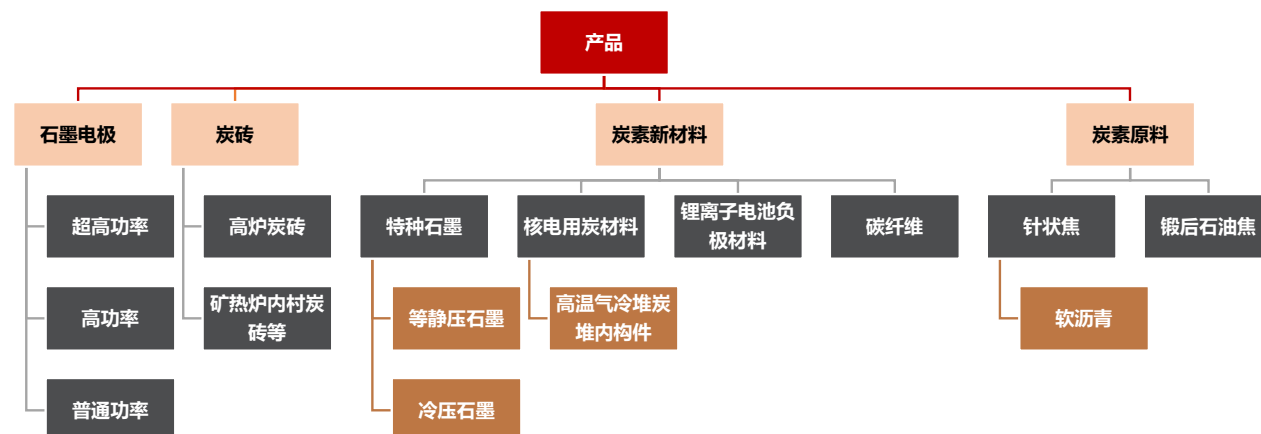 产品
石墨电极
炭砖
炭素新材料
炭素原料
超高功率
高功率
普通功率
高炉炭砖
矿热炉内村炭
砖等
特种石墨
等静压石墨
冷压石墨
核电用炭材料
高温气冷堆炭
堆内构件
锂离子电池负
极材料
碳纤维
针状焦
软沥青
锻后石油焦